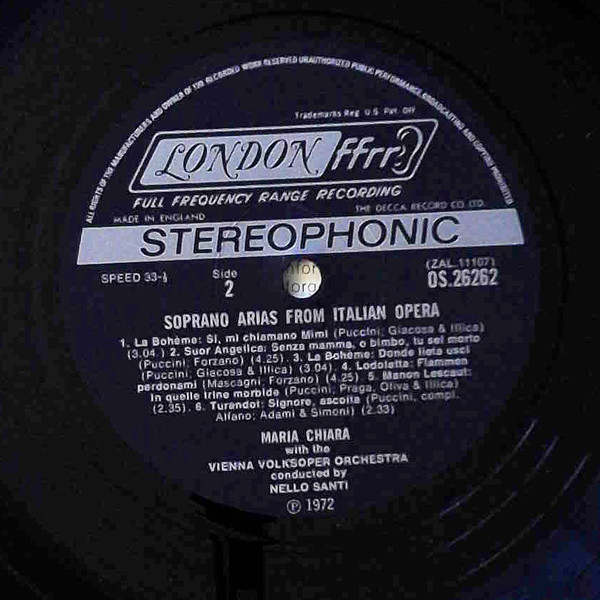 ALL RIGHTS OF THE MANUFACTURERS AND OWNER OF THE RECORDED WORK RESERVED UNAUTHORIZED PUBLIC PERFORMANCE, BROADCASTING AND COPYING PROHIBITED
Trademarks Reg. U.S. Pat. Off
LONDON ffrr
FULL FREQUENCY RANGE RECORDING
MADE IN ENGLAND
THE DECCA RECORD CO. LTD.
STEREOPHONIC
SPEED 33-⅓
Side
2
(ZAL.11107)
OS.26262
SOPRANO ARIAS FROM ITALIAN OPERA
1. La Bohème: Si, mi chiamano Mimì (Puccini; Giacosa & Illica)
(3.04.) 2. Suor Angelica: Senza mamma, o bimbo, tu sei morto
(Puccini; Forzano) (4.25). 3. La Bohème: Donde lieta uscì
(Puccini; Giacosa & Illica) (3.04). 4. Lodoletta: Flammen
perdonami (Mascagni; Forzano) (4.25). 5. Manon Lescaut:
In quelle trine morbide (Puccini; Praga, Oliva & Illica)
(2.35). 6. Turandot: Signore, ascolta (Puccini, compl.
Alfano; Adami & Simoni) (2.33)
MARIA CHIARA
with the
VIENNA VOLKSOPER ORCHESTRA
conducted by
NELLO SANTI
Ⓟ 1972